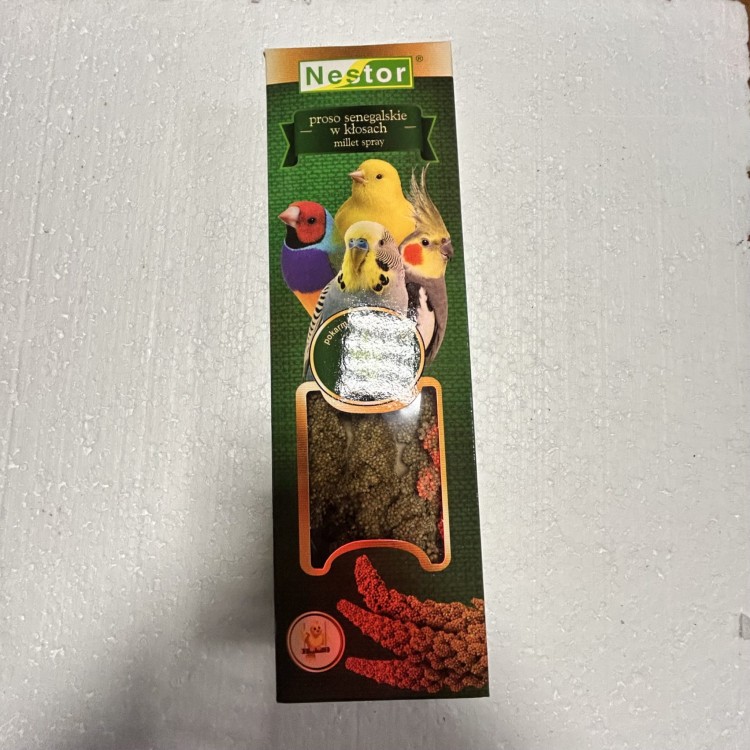 Nestor®
proso senegalskie
w kłosach
millet spray